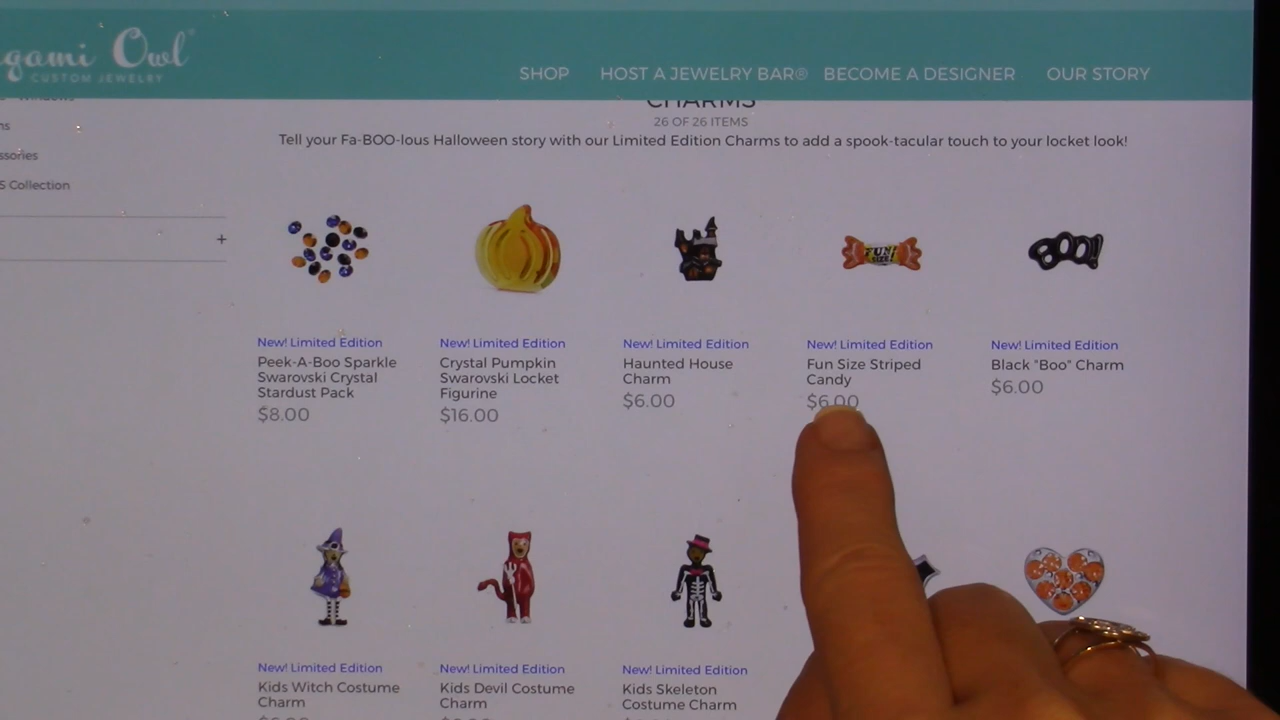 gami Owl
CUSTOM JEWELRY
SHOP HOST A JEWELRY BAR® BECOME A DESIGNER OUR STORY
CHARMS
26 OF 26 ITEMS
Tell your Fa-BOO-lous Halloween story with our Limited Edition Charms to add a spook-tacular touch to your locket look!
ns
ssories
S Collection
+
FUN SIZE!
BOO!
New! Limited Edition
Peek-A-Boo Sparkle
Swarovski Crystal
Stardust Pack
$8.00
New! Limited Edition
Crystal Pumpkin
Swarovski Locket
Figurine
$16.00
New! Limited Edition
Haunted House
Charm
$6.00
New! Limited Edition
Fun Size Striped
Candy
$6.00
New! Limited Edition
Black "Boo" Charm
$6.00
New! Limited Edition
Kids Witch Costume
Charm
New! Limited Edition
Kids Devil Costume
Charm
New! Limited Edition
Kids Skeleton
Costume Charm